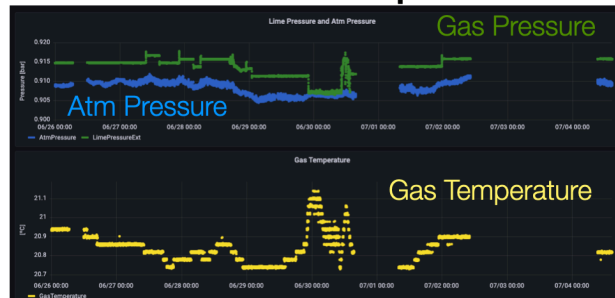 Lime Pressure and Atm Pressure
Gas Pressure
0.920
0.915
0.910
0.905
0.900
Pressure [bar]
Atm Pressure
06/26 00:00 06/27 00:00 06/28 00:00 06/29 00:00 06/30 00:00 07/01 00:00 07/02 00:00 07/03 00:00 07/04 00:00
AtmPressure LimePressureExt
Gas Temperature
Gas Temperature
21.1
21
20.9
20.8
20.7
[°C]
06/26 00:00 06/27 00:00 06/28 00:00 06/29 00:00 06/30 00:00 07/01 00:00 07/02 00:00 07/03 00:00 07/04 00:00
GasTemperature